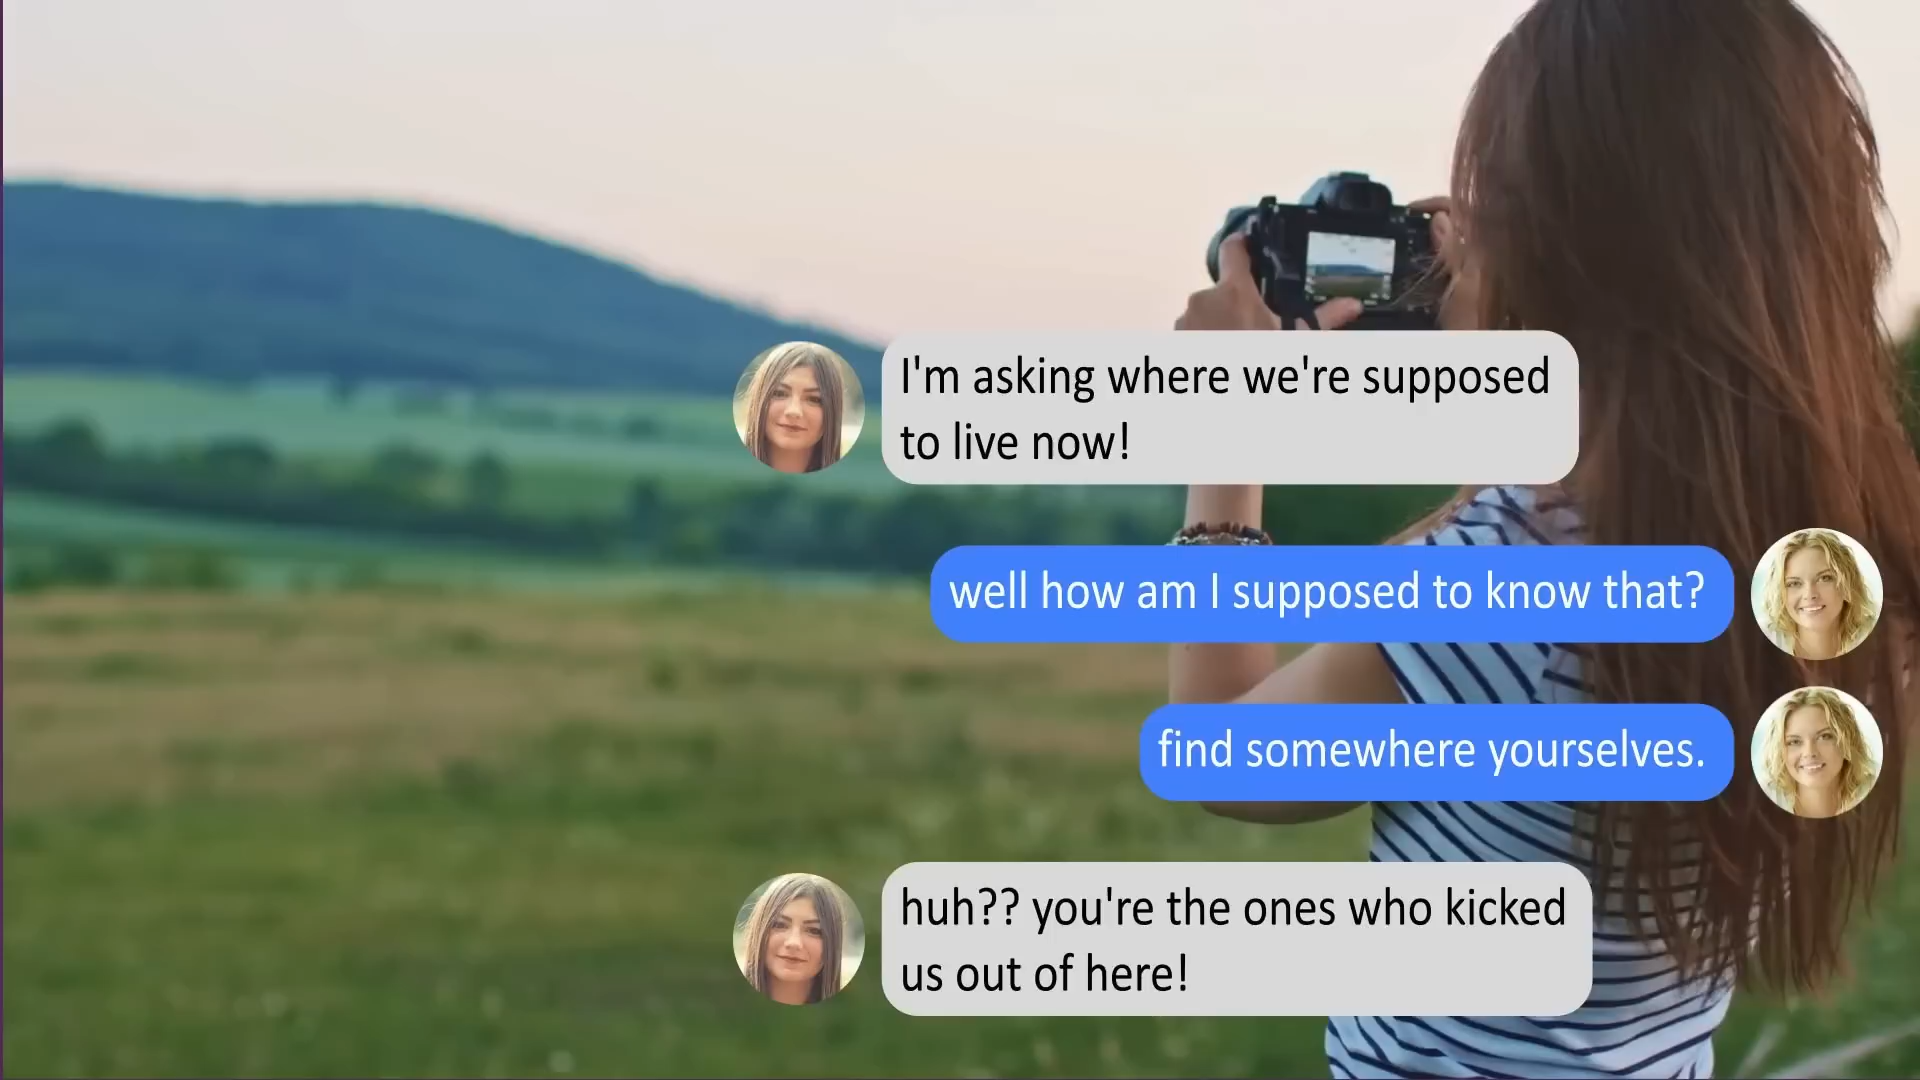 I'm asking where we're supposed
to live now!
well how am I supposed to know that?
find somewhere yourselves.
huh?? you're the ones who kicked
us out of here!